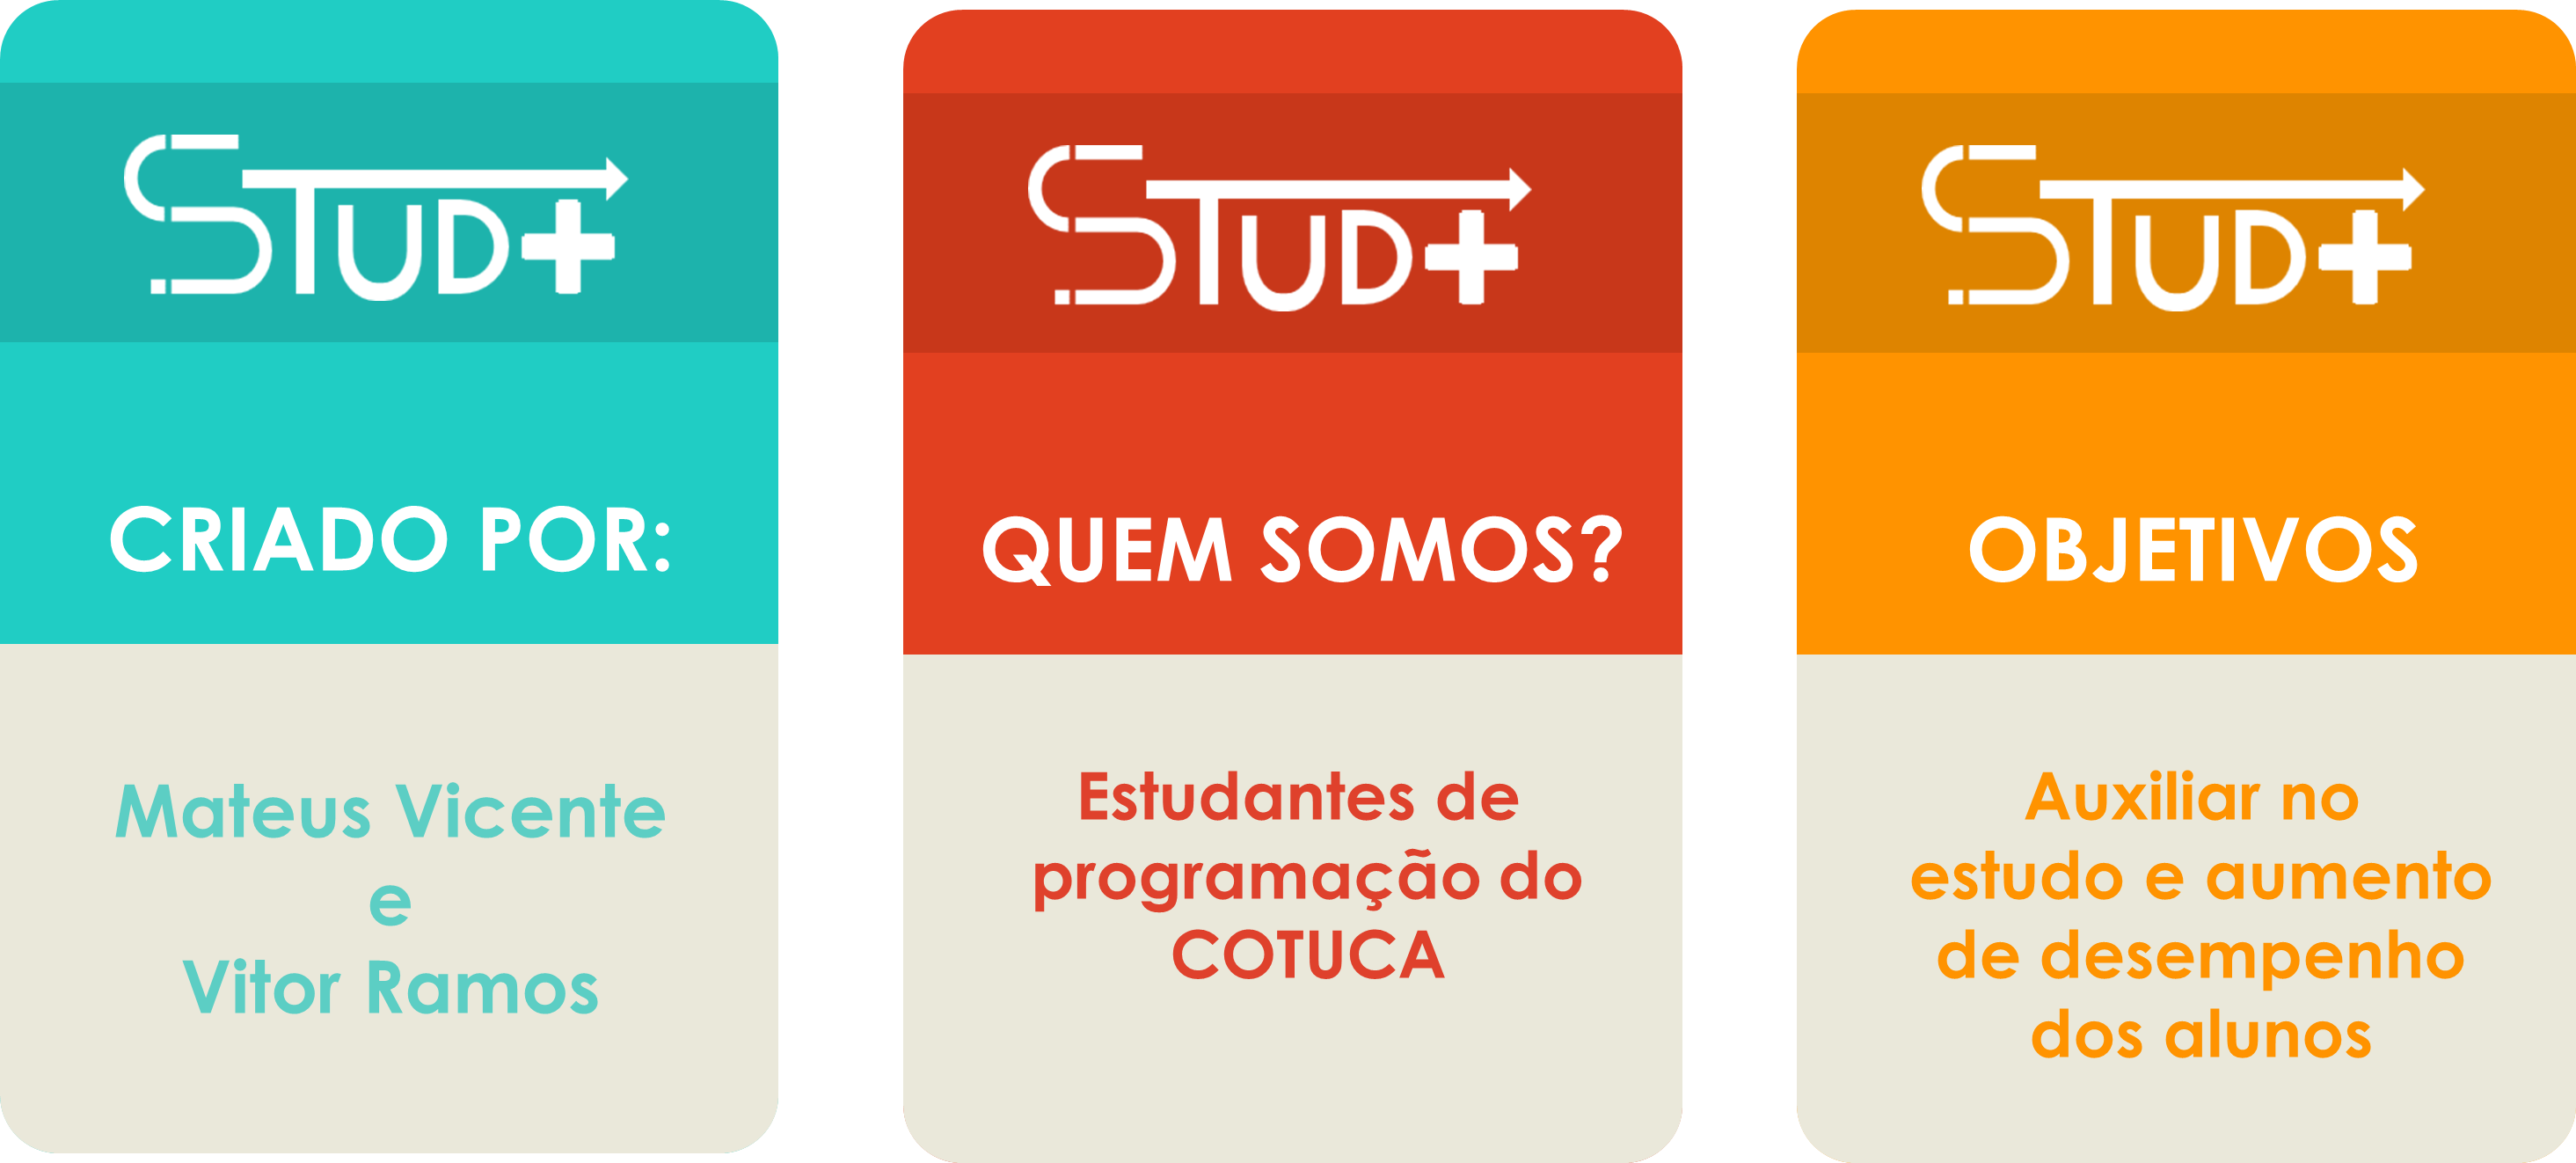 STUD+
CRIADO POR:
Mateus Vicente
e
Vitor Ramos
STUD+
QUEM SOMOS?
Estudantes de
programação do
COTUCA
STUD+
OBJETIVOS
Auxiliar no
estudo e aumento
de desempenho
dos alunos